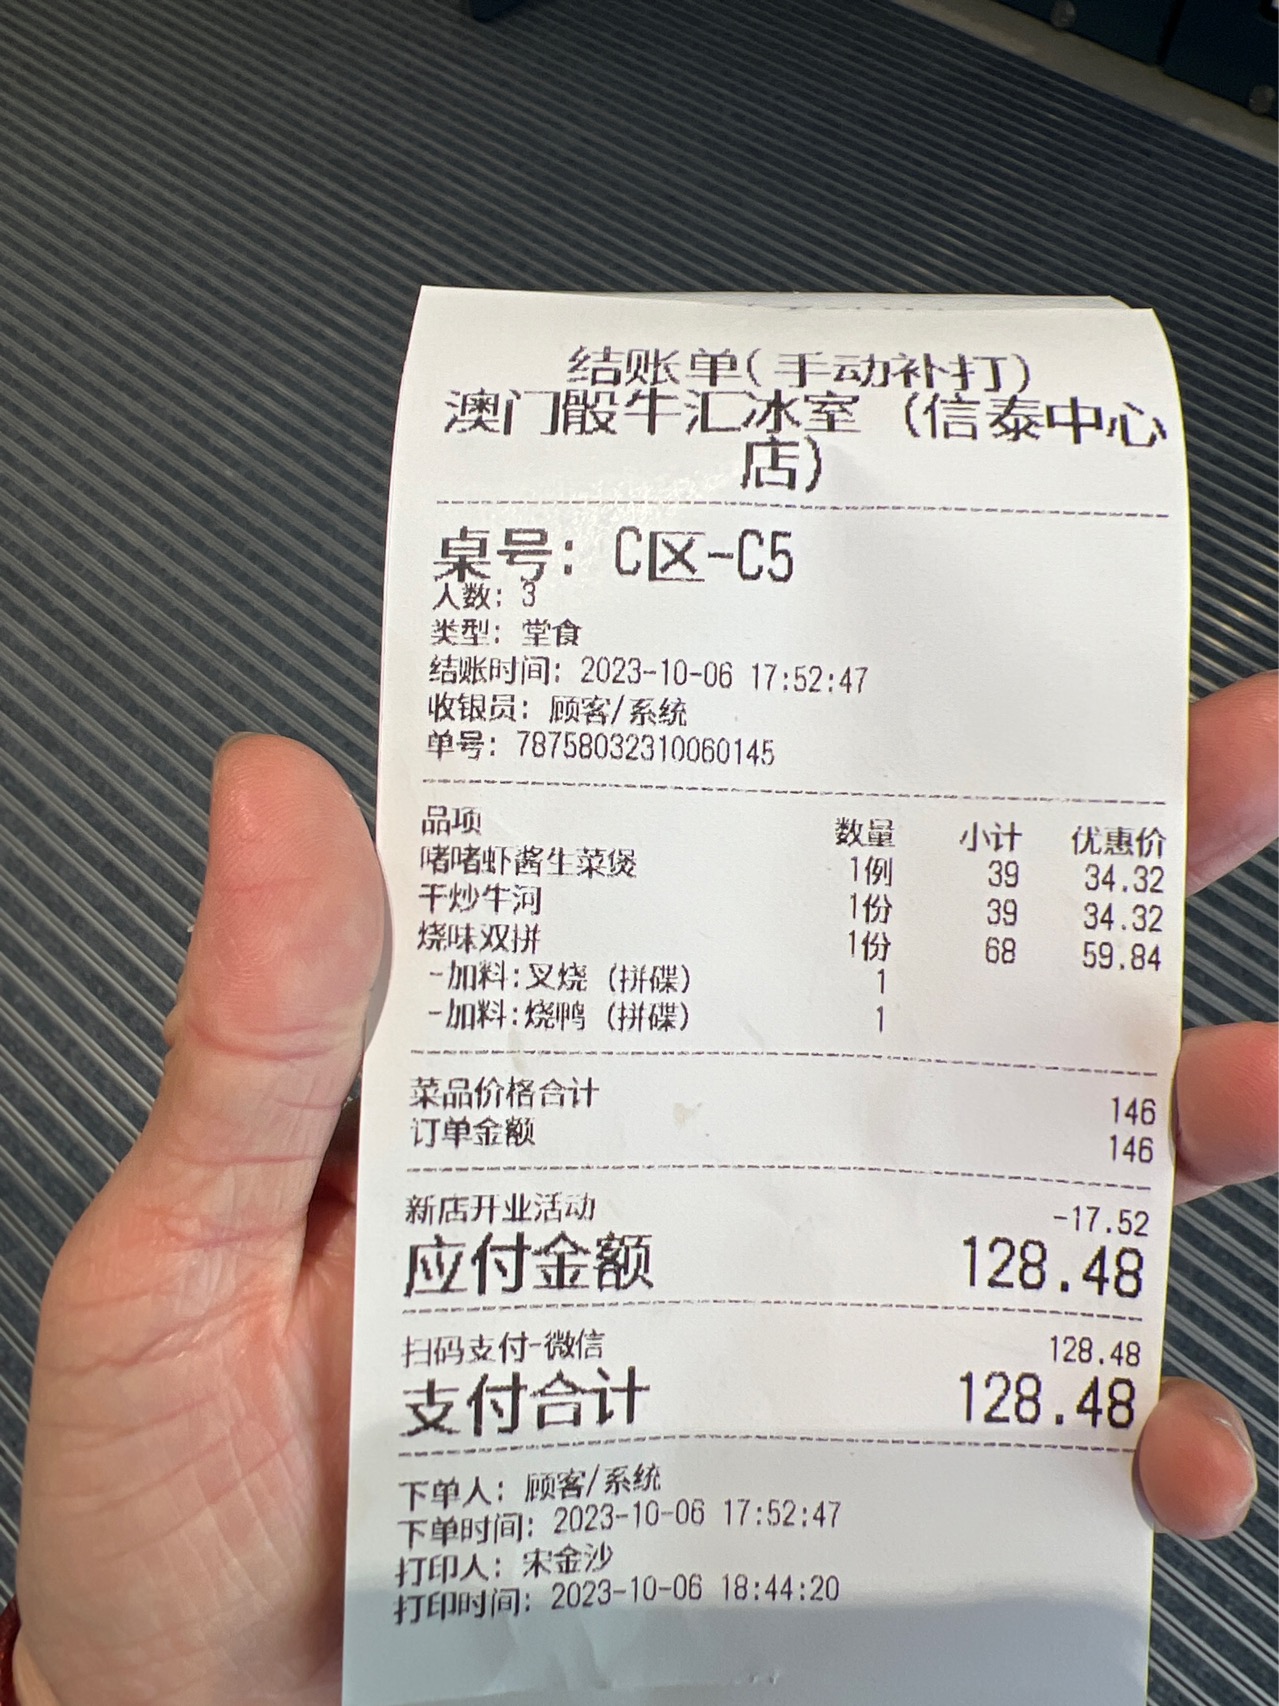 结账单(手动补打)
澳门骰牛汇冰室 (信泰中心
店)
桌号: C区-C5
人数: 3
类型: 堂食
结账时间: 2023-10-06 17:52:47
收银员: 顾客/系统
单号: 78758032310060145
品项 数量 小计 优惠价
啫啫虾酱生菜煲 1例 39 34.32
干炒牛河 1份 39 34.32
烧味双拼 1份 68 59.84
-加料:叉烧 (拼碟) 1
-加料:烧鸭 (拼碟) 1
菜品价格合计 146
订单金额 146
新店开业活动 -17.52
应付金额 128.48
扫码支付-微信 128.48
支付合计 128.48
下单人: 顾客/系统
下单时间: 2023-10-06 17:52:47
打印人: 宋金沙
打印时间: 2023-10-06 18:44:20